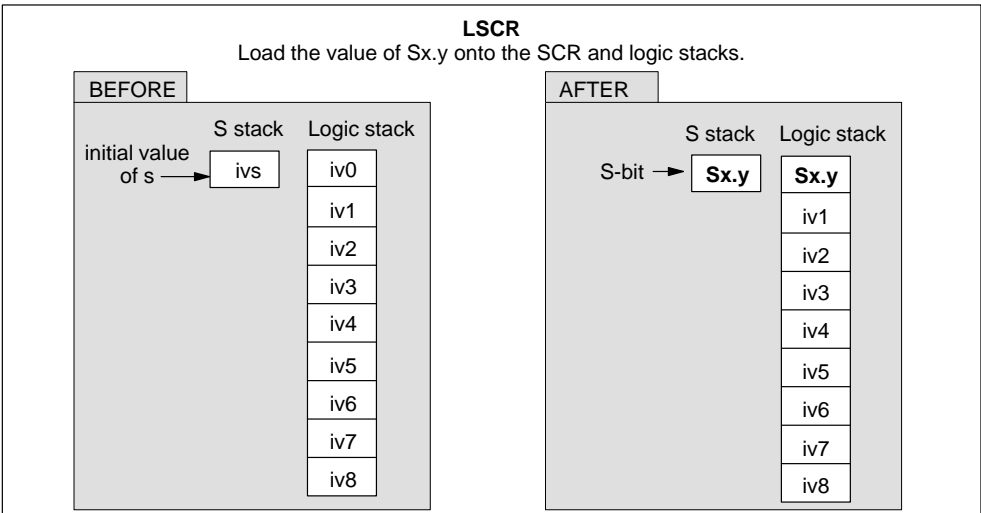 LSCR
Load the value of Sx.y onto the SCR and logic stacks.
BEFORE
S stack Logic stack
initial value
of s
ivs
iv0
iv1
iv2
iv3
iv4
iv5
iv6
iv7
iv8
AFTER
S stack Logic stack
S-bit
Sx.y
Sx.y
iv1
iv2
iv3
iv4
iv5
iv6
iv7
iv8